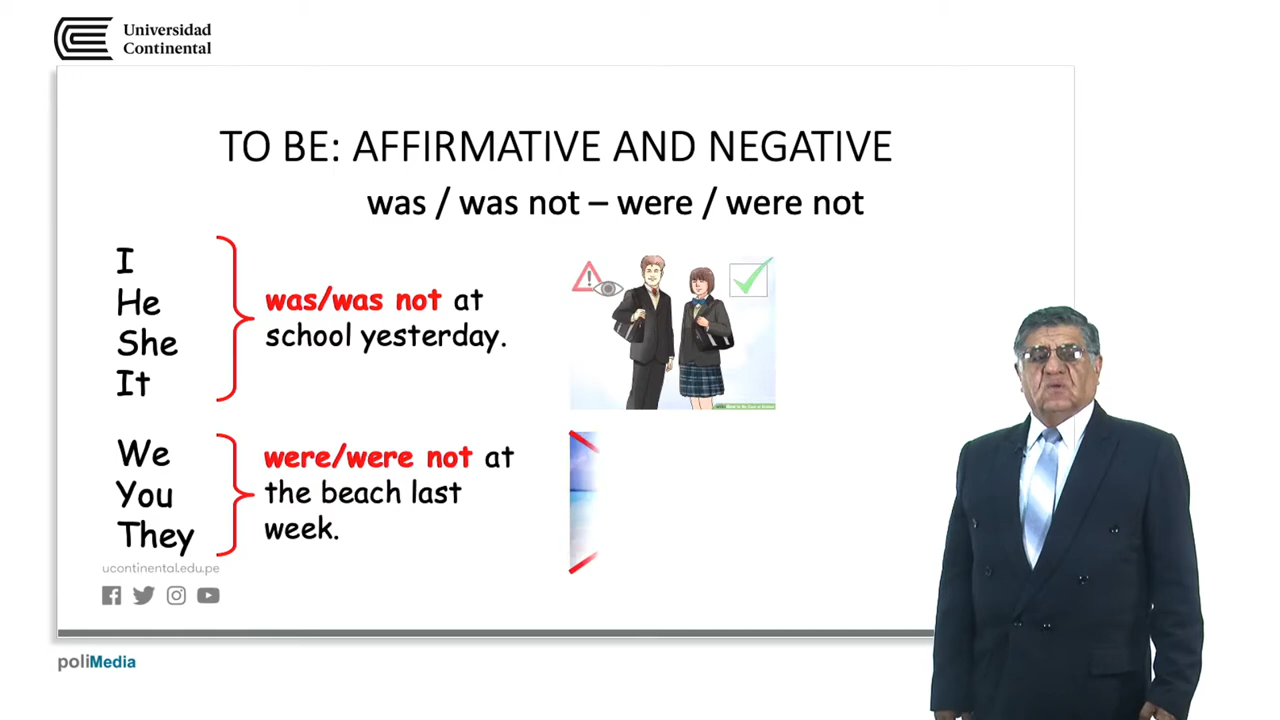 Universidad
Continental
TO BE: AFFIRMATIVE AND NEGATIVE
was / was not – were / were not
I
He
She
It
was/was not at
school yesterday.
We
You
They
were/were not at
the beach last
week.
ucontinental.edu.pe
poliMedia